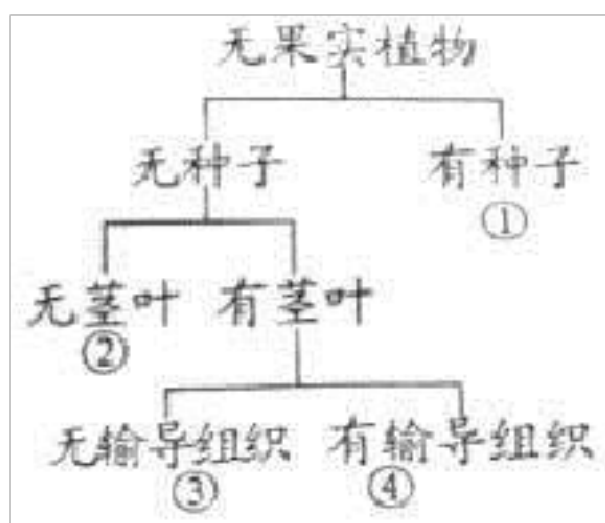 无果实植物
无种子 有种子
①
无茎叶 有茎叶
②
无输导组织 有输导组织
③ ④